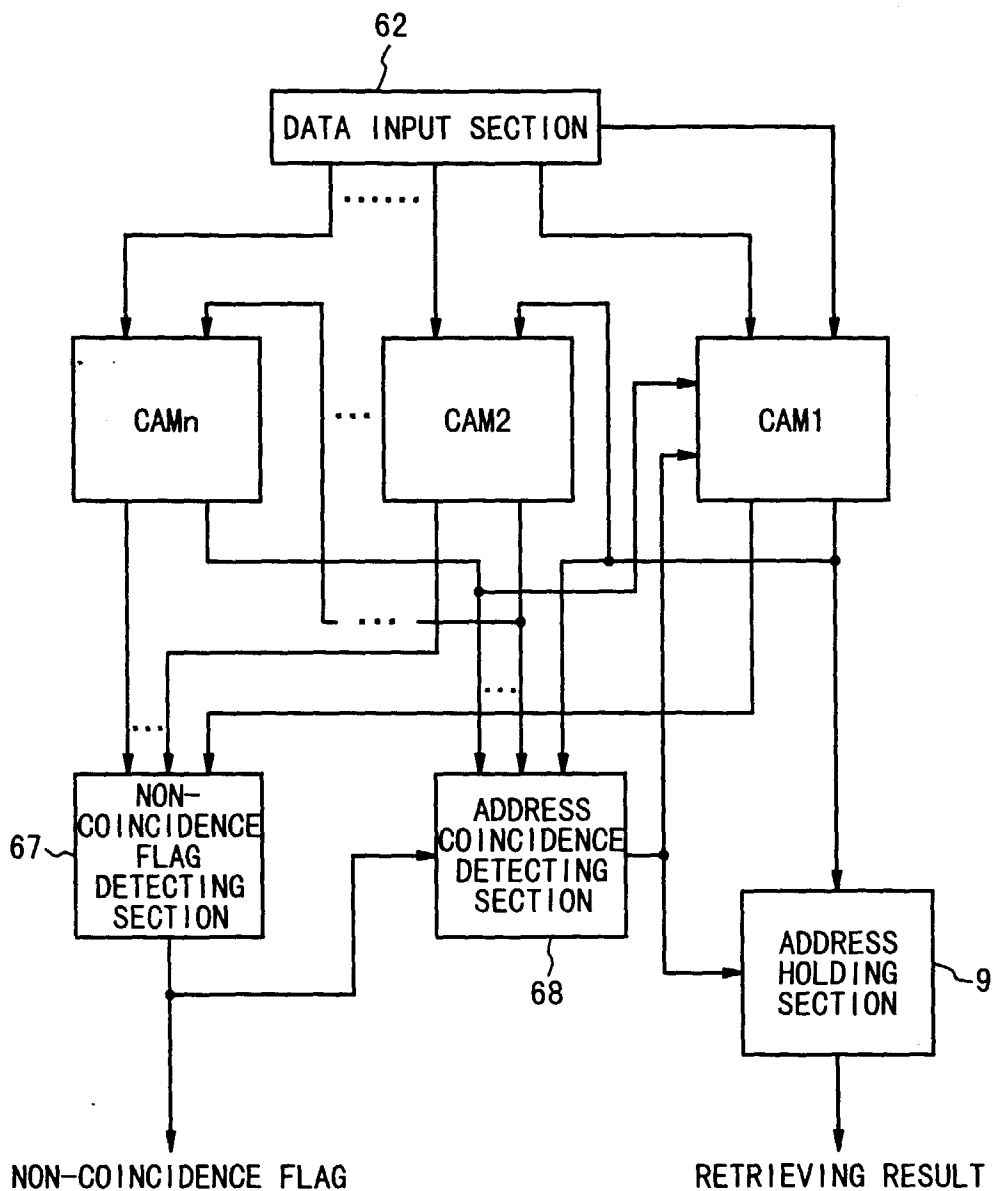 62
DATA INPUT SECTION
......
CAMn
...
CAM2
CAM1
...
...
...
67
NON-
COINCIDENCE
FLAG
DETECTING
SECTION
ADDRESS
COINCIDENCE
DETECTING
SECTION
68
ADDRESS
HOLDING
SECTION
9
NON-COINCIDENCE FLAG
RETRIEVING RESULT